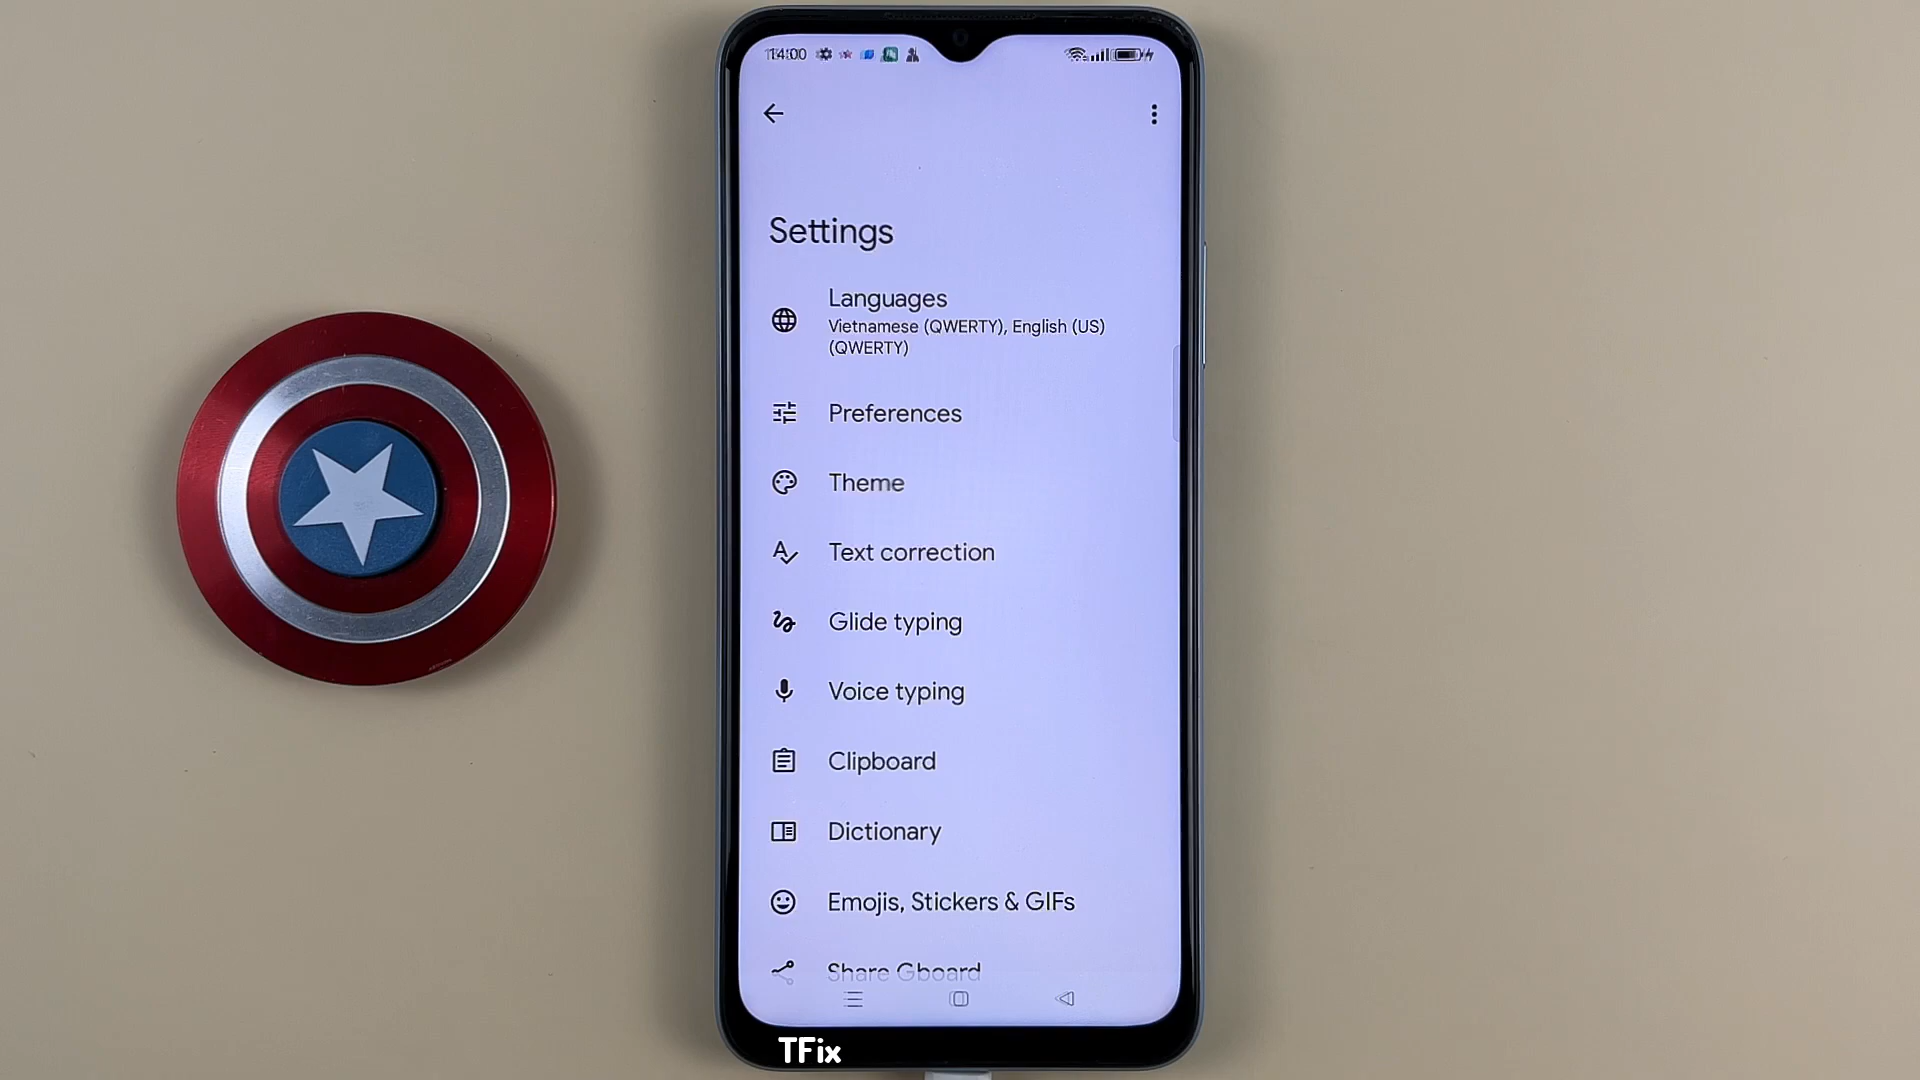 14:00
Settings
Languages
Vietnamese (QWERTY), English (US)
(QWERTY)
Preferences
Theme
Text correction
Glide typing
Voice typing
Clipboard
Dictionary
Emojis, Stickers & GIFs
Share Gboard
TFix